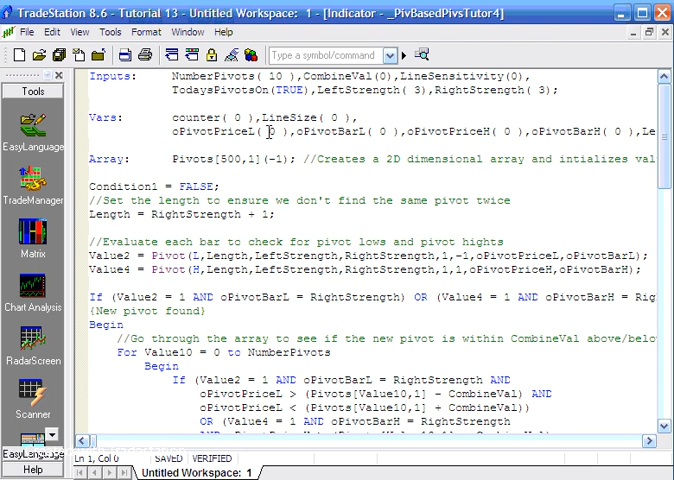 TradeStation 8.6 - Tutorial 13 - Untitled Workspace: 1 - [Indicator - _PivBasedPivsTutor4]
File Edit View Tools Format Window Help
Type a symbol/command
Tools
EasyLanguage
TradeManager
Matrix
Chart Analysis
RadarScreen
Scanner
EasyLanguage
Help
Inputs: NumberPivots( 10 ),CombineVal(0),LineSensitivity(0),
TodaysPivotsOn(TRUE),LeftStrength( 3),RightStrength( 3);
Vars: counter( 0 ),LineSize( 0 ),
oPivotPriceL( 0 ),oPivotBarL( 0 ),oPivotPriceH( 0 ),oPivotBarH( 0 ),Le
Array: Pivots[500,1](-1); //Creates a 2D dimensional array and intializes val
Condition1 = FALSE;
//Set the length to ensure we don't find the same pivot twice
Length = RightStrength + 1;
//Evaluate each bar to check for pivot lows and pivot hights
Value2 = Pivot(L,Length,LeftStrength,RightStrength,1,-1,oPivotPriceL,oPivotBarL);
Value4 = Pivot(H,Length,LeftStrength,RightStrength,1,1,oPivotPriceH,oPivotBarH);
If (Value2 = 1 AND oPivotBarL = RightStrength) OR (Value4 = 1 AND oPivotBarH = Rig
{New pivot found}
Begin
//Go through the array to see if the new pivot is within CombineVal above/belo
For Value10 = 0 to NumberPivots
Begin
If (Value2 = 1 AND oPivotBarL = RightStrength AND
oPivotPriceL > (Pivots[Value10,1] - CombineVal) AND
oPivotPriceL < (Pivots[Value10,1] + CombineVal))
OR (Value4 = 1 AND oPivotBarH = RightStrength
Ln 1, Col 0 SAVED VERIFIED
Untitled Workspace: 1